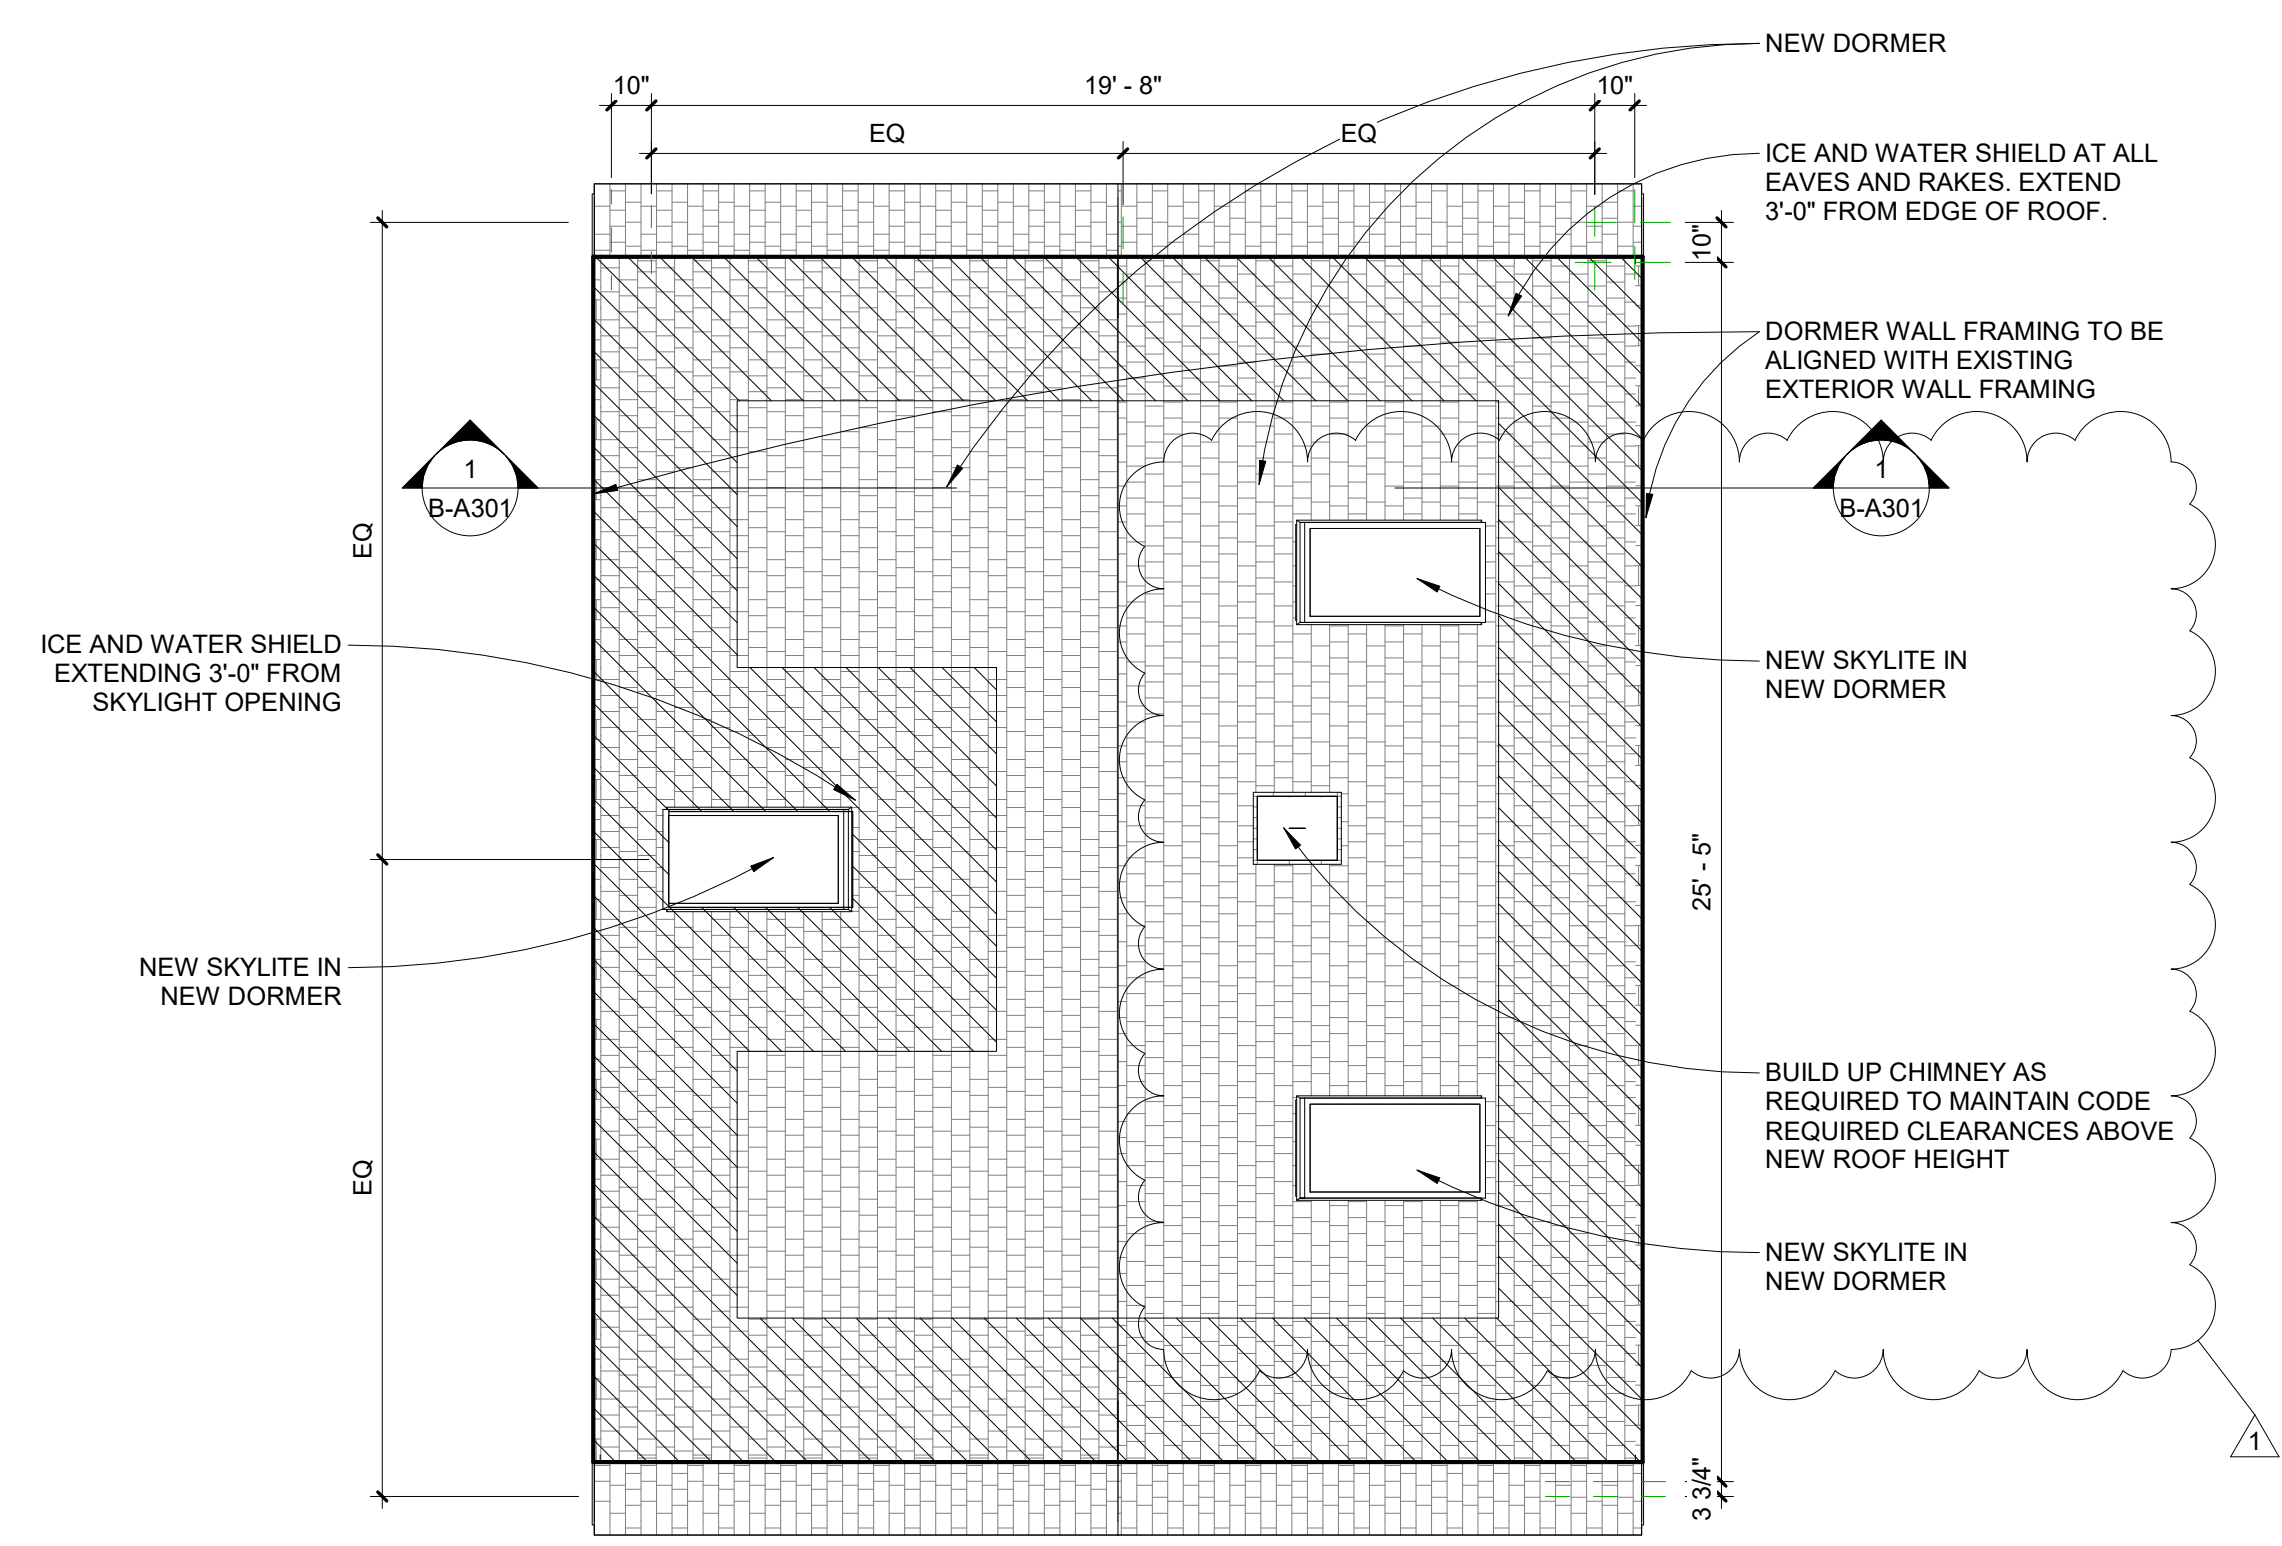 NEW DORMER
10"
19' - 8"
10"
EQ
EQ
ICE AND WATER SHIELD AT ALL
EAVES AND RAKES. EXTEND
3'-0" FROM EDGE OF ROOF.
10"
DORMER WALL FRAMING TO BE
ALIGNED WITH EXISTING
EXTERIOR WALL FRAMING
1
B-A301
1
B-A301
EQ
ICE AND WATER SHIELD
EXTENDING 3'-0" FROM
SKYLIGHT OPENING
NEW SKYLITE IN
NEW DORMER
25' - 5"
NEW SKYLITE IN
NEW DORMER
BUILD UP CHIMNEY AS
REQUIRED TO MAINTAIN CODE
REQUIRED CLEARANCES ABOVE
NEW ROOF HEIGHT
EQ
NEW SKYLITE IN
NEW DORMER
1
3 3/4"